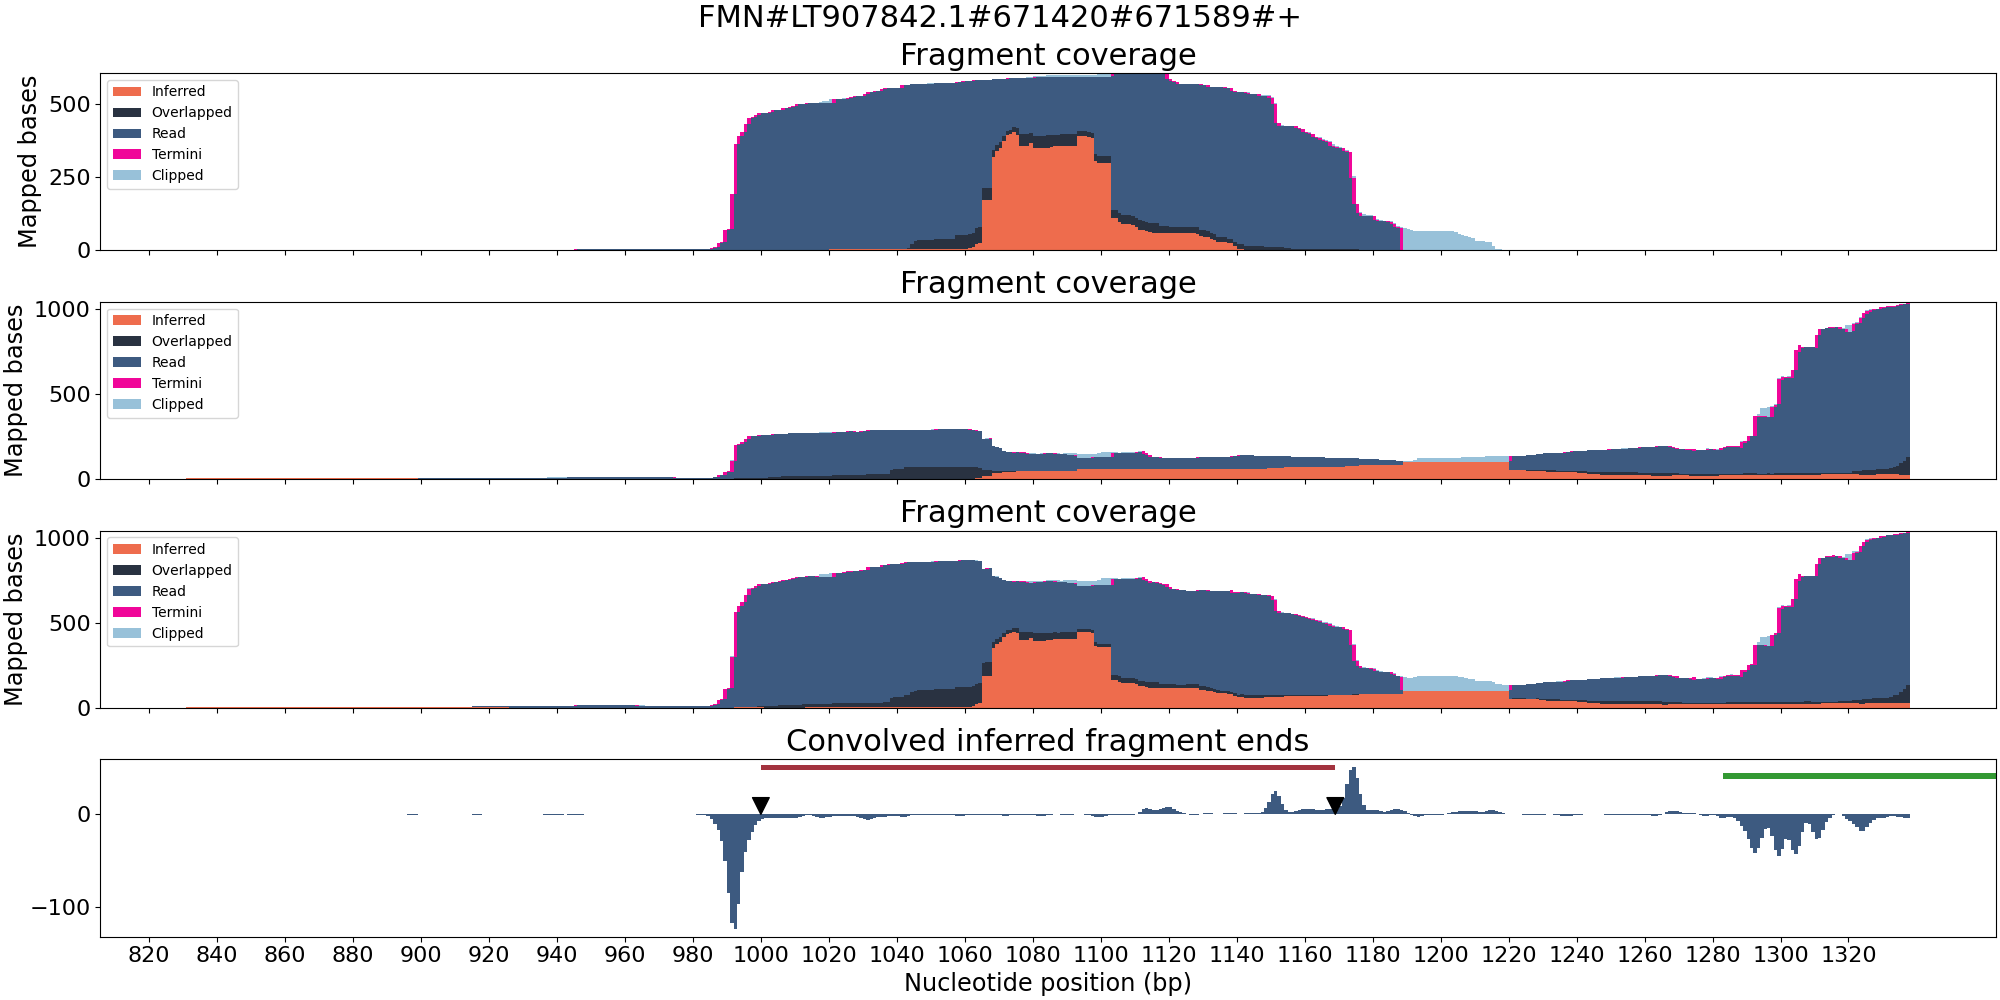 FMN#LT907842.1#671420#671589#+
Fragment coverage
Mapped bases
500
250
0
Inferred
Overlapped
Read
Termini
Clipped
Fragment coverage
Mapped bases
1000
500
0
Inferred
Overlapped
Read
Termini
Clipped
Fragment coverage
Mapped bases
1000
500
0
Inferred
Overlapped
Read
Termini
Clipped
Convolved inferred fragment ends
0
−100
820 840 860 880 900 920 940 960 980 1000 1020 1040 1060 1080 1100 1120 1140 1160 1180 1200 1220 1240 1260 1280 1300 1320
Nucleotide position (bp)